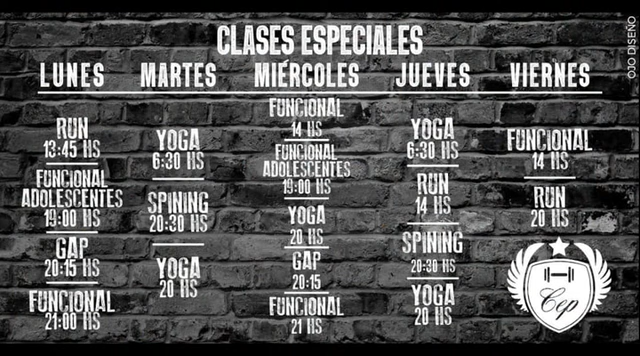 OJO DISEÑO
CLASES ESPECIALES
LUNES MARTES MIÉRCOLES JUEVES VIERNES
RUN
13:45 HS
FUNCIONAL
ADOLESCENTES
19:00 HS
GAP
20:15 HS
FUNCIONAL
21:00 HS
YOGA
6:30 HS
SPINING
20:30 HS
YOGA
20 HS
FUNCIONAL
14 HS
FUNCIONAL
ADOLESCENTES
19:00 HS
YOGA
20 HS
GAP
20:15
FUNCIONAL
21 HS
YOGA
6:30 HS
RUN
14 HS
SPINING
20:30 HS
YOGA
20 HS
FUNCIONAL
14 HS
RUN
20 HS
Cep